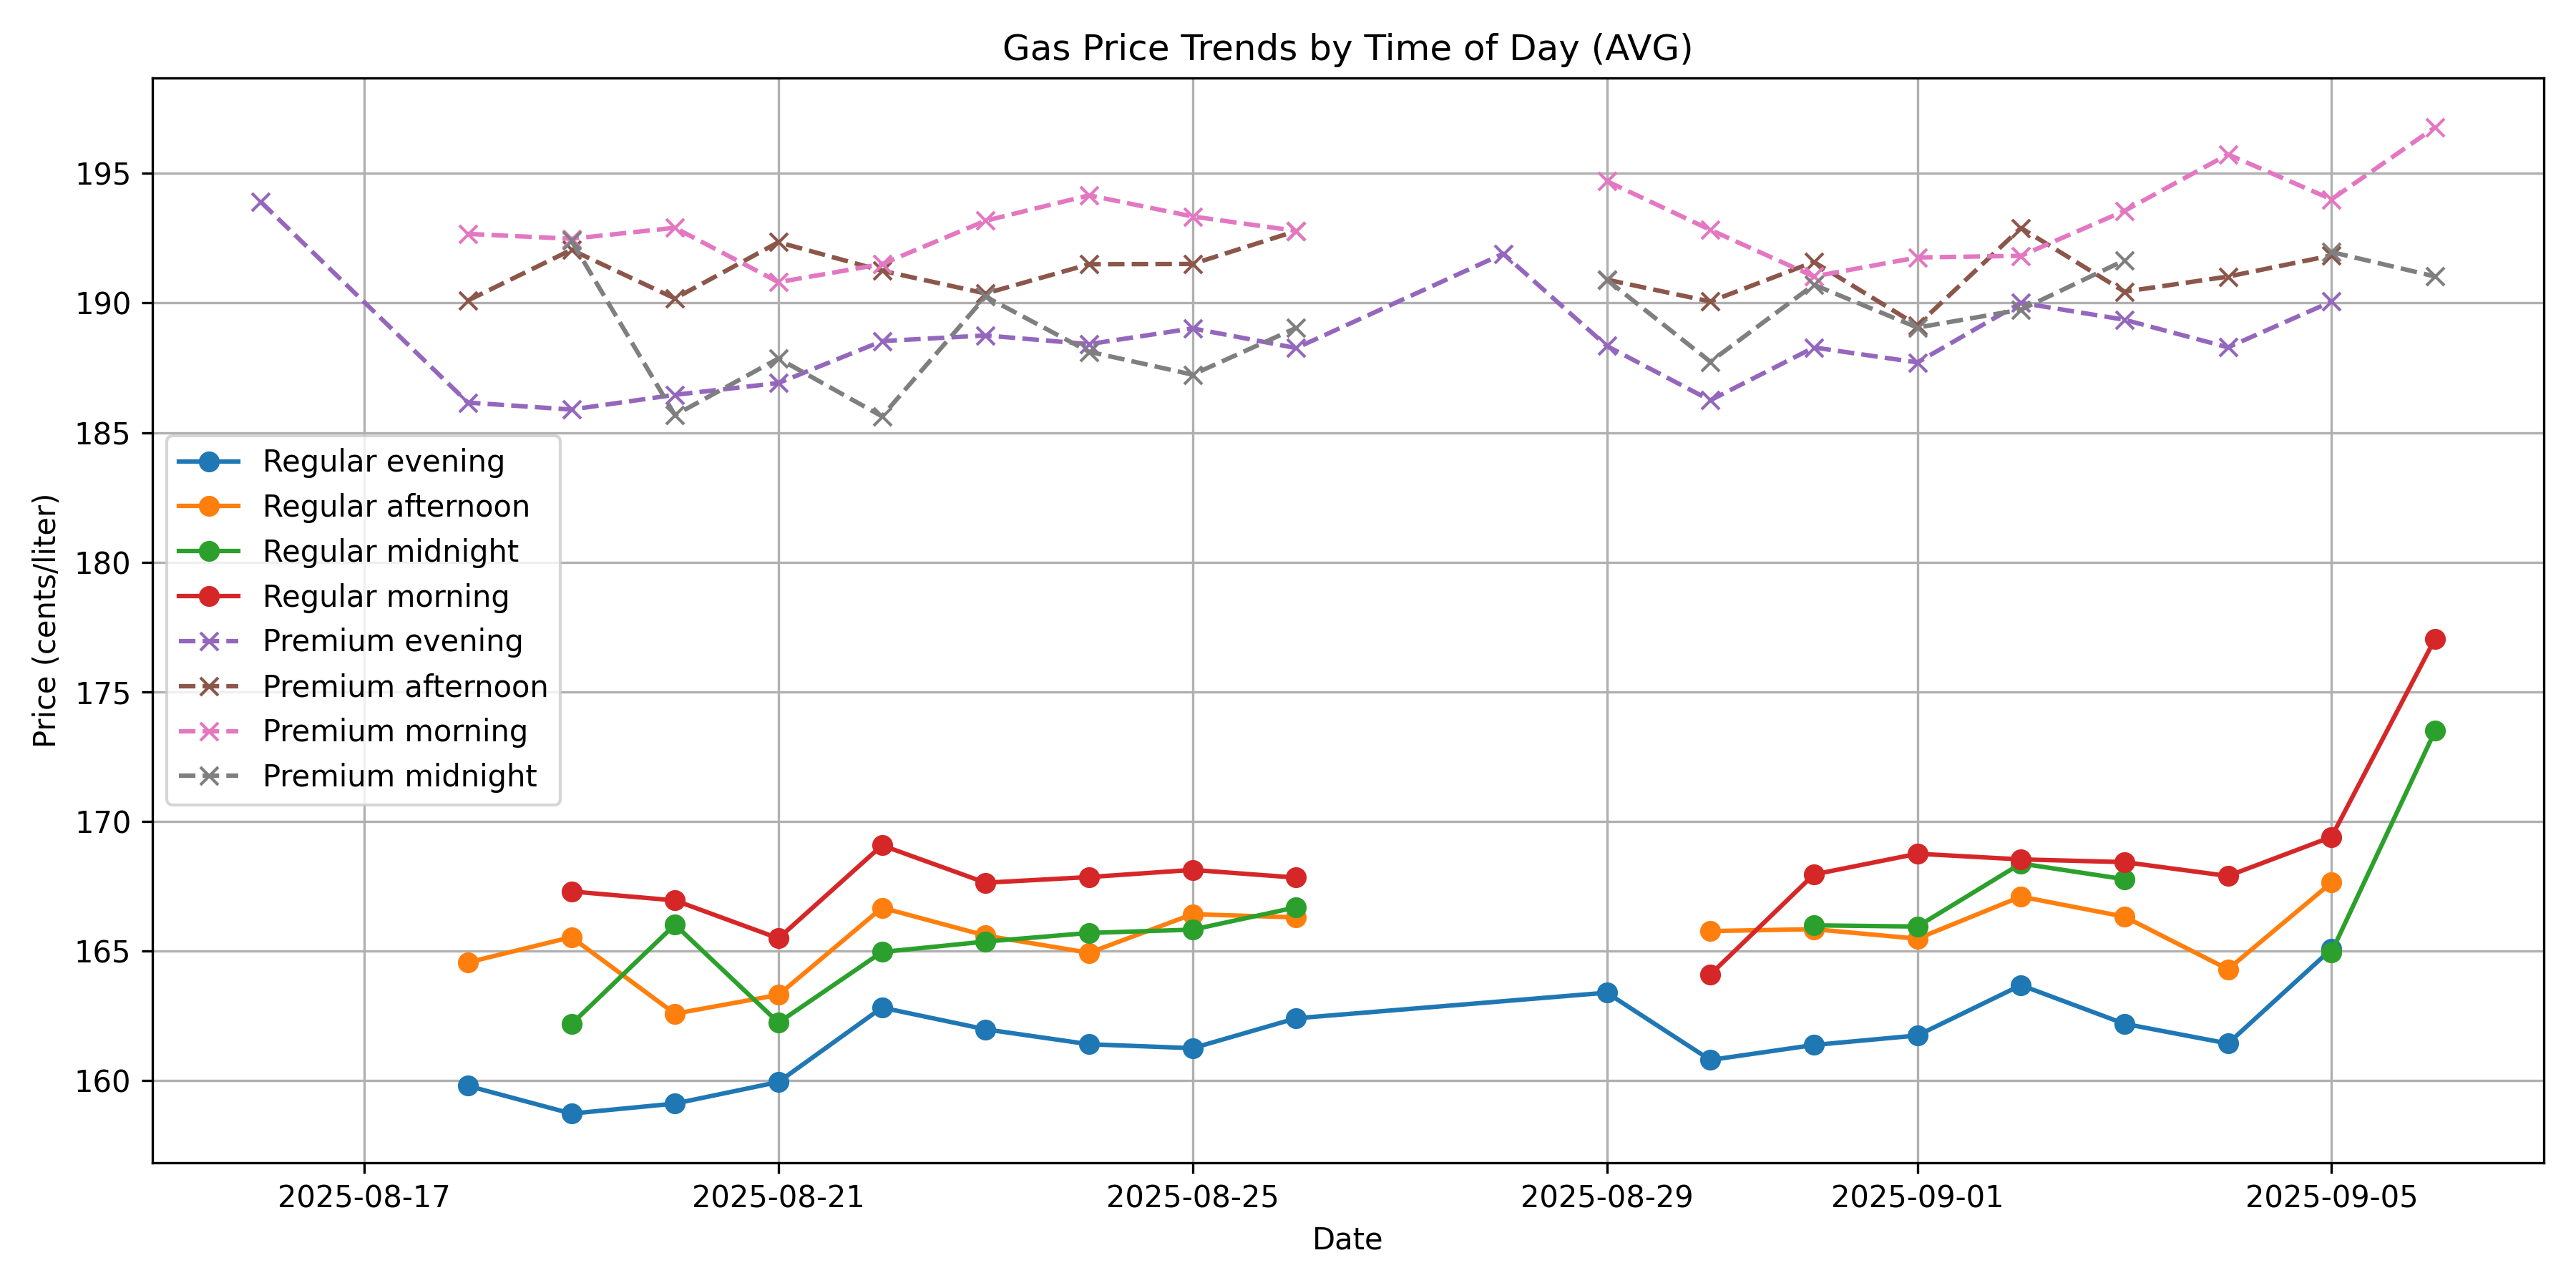 Gas Price Trends by Time of Day (AVG)
Price (cents/liter)
195
190
185
180
175
170
165
160
Regular evening
Regular afternoon
Regular midnight
Regular morning
Premium evening
Premium afternoon
Premium morning
Premium midnight
2025-08-17 2025-08-21 2025-08-25 2025-08-29 2025-09-01 2025-09-05
Date